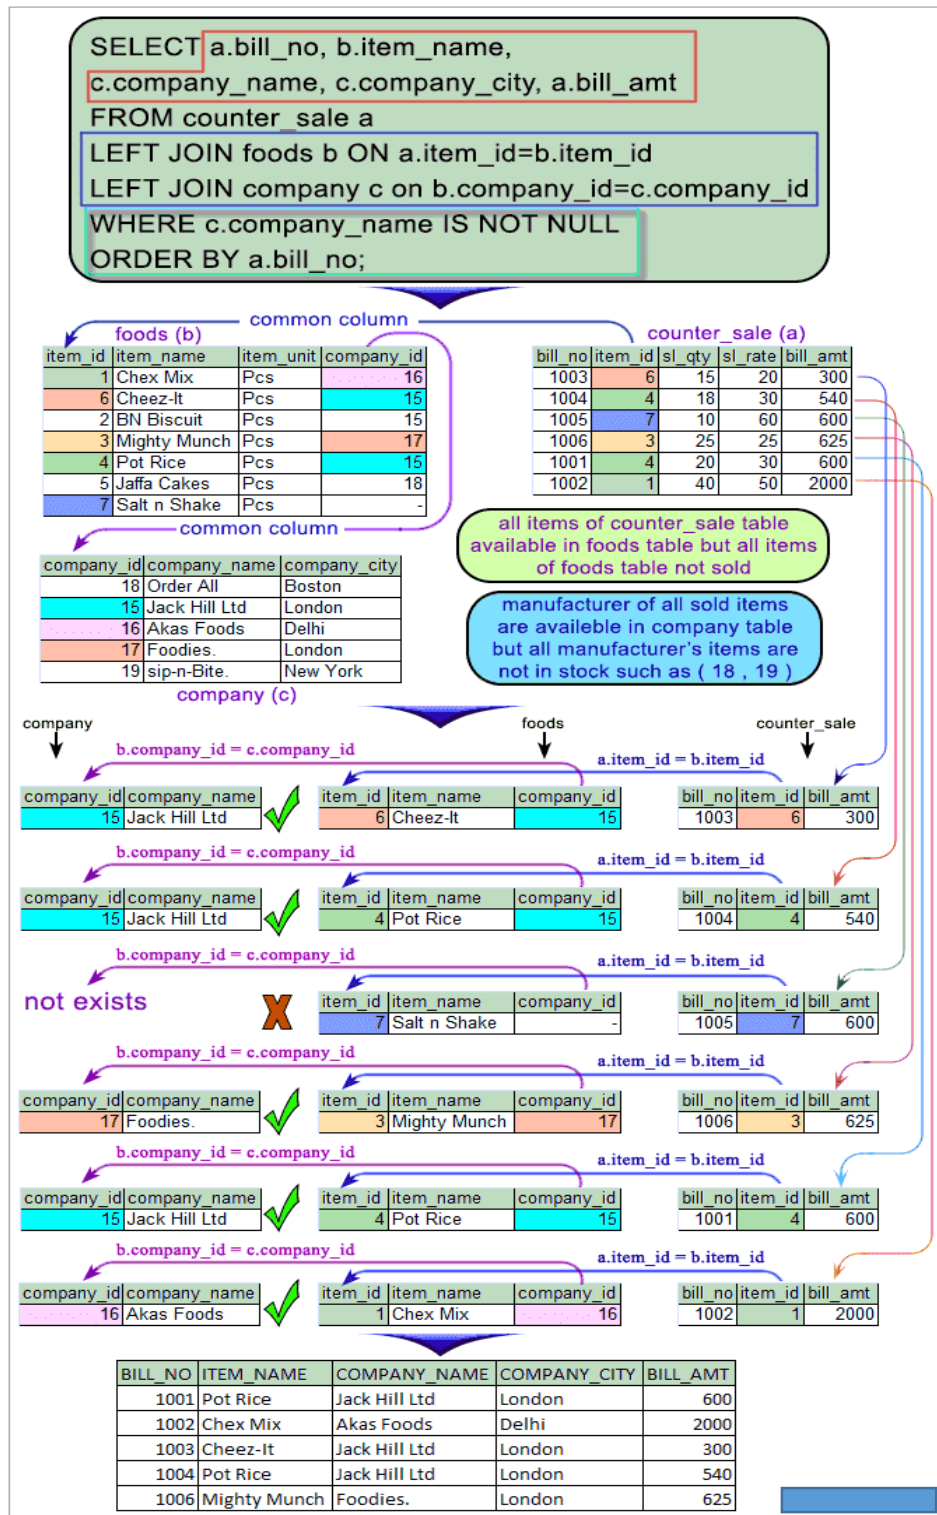 SELECT a.bill_no, b.item_name,
c.company_name, c.company_city, a.bill_amt
FROM counter_sale a
LEFT JOIN foods b ON a.item_id=b.item_id
LEFT JOIN company c on b.company_id=c.company_id
WHERE c.company_name IS NOT NULL
ORDER BY a.bill_no;
common column
foods (b)
item_id item_name item_unit company_id
1 Chex Mix Pcs 16
6 Cheez-It Pcs 15
2 BN Biscuit Pcs 15
3 Mighty Munch Pcs 17
4 Pot Rice Pcs 15
5 Jaffa Cakes Pcs 18
7 Salt n Shake Pcs -
counter_sale (a)
bill_no item_id sl_qty sl_rate bill_amt
1003 6 15 20 300
1004 4 18 30 540
1005 7 10 60 600
1006 3 25 25 625
1001 4 20 30 600
1002 1 40 50 2000
common column
company_id company_name company_city
18 Order All Boston
15 Jack Hill Ltd London
16 Akas Foods Delhi
17 Foodies. London
19 sip-n-Bite. New York
company (c)
all items of counter_sale table
available in foods table but all items
of foods table not sold
manufacturer of all sold items
are availeble in company table
but all manufacturer's items are
not in stock such as ( 18 , 19 )
company foods counter_sale
b.company_id = c.company_id a.item_id = b.item_id
company_id company_name item_id item_name company_id bill_no item_id bill_amt
15 Jack Hill Ltd 6 Cheez-It 15 1003 6 300
b.company_id = c.company_id a.item_id = b.item_id
company_id company_name item_id item_name company_id bill_no item_id bill_amt
15 Jack Hill Ltd 4 Pot Rice 15 1004 4 540
b.company_id = c.company_id a.item_id = b.item_id
not exists X item_id item_name company_id bill_no item_id bill_amt
7 Salt n Shake - 1005 7 600
b.company_id = c.company_id a.item_id = b.item_id
company_id company_name item_id item_name company_id bill_no item_id bill_amt
17 Foodies. 3 Mighty Munch 17 1006 3 625
b.company_id = c.company_id a.item_id = b.item_id
company_id company_name item_id item_name company_id bill_no item_id bill_amt
15 Jack Hill Ltd 4 Pot Rice 15 1001 4 600
b.company_id = c.company_id a.item_id = b.item_id
company_id company_name item_id item_name company_id bill_no item_id bill_amt
16 Akas Foods 1 Chex Mix 16 1002 1 2000
BILL_NO ITEM_NAME COMPANY_NAME COMPANY_CITY BILL_AMT
1001 Pot Rice Jack Hill Ltd London 600
1002 Chex Mix Akas Foods Delhi 2000
1003 Cheez-It Jack Hill Ltd London 300
1004 Pot Rice Jack Hill Ltd London 540
1006 Mighty Munch Foodies. London 625